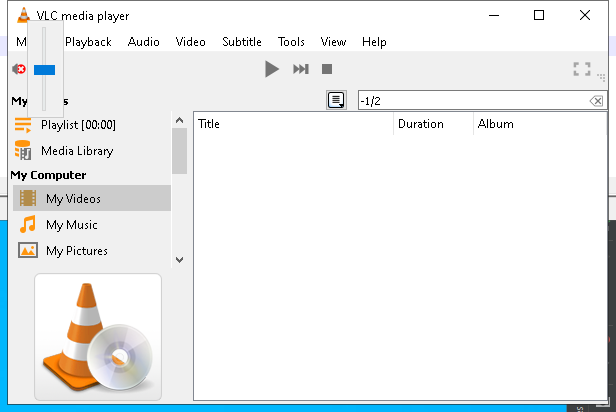 VLC media player
Playback Audio Video Subtitle Tools View Help
-1/2
Playlist [00:00]
Media Library
My Computer
My Videos
My Music
My Pictures
Title Duration Album